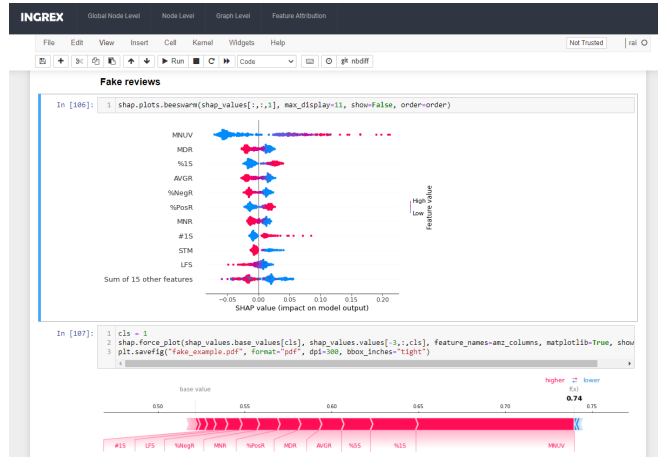 INGREX Global Node Level Node Level Graph Level Feature Attribution
File Edit View Insert Cell Kernel Widgets Help Not Trusted rai
Run Code nbdiff
Fake reviews
In [106]: 1 shap.plots.beeswarm(shap_values[:,:,1], max_display=11, show=False, order=order)
MNUV
MDR
%1S
AVGR
%NegR
%PosR
MNR
#1S
STM
LFS
Sum of 15 other features
High
Low
Feature value
−0.05 0.00 0.05 0.10 0.15 0.20
SHAP value (impact on model output)
In [107]: 1 cls = 1
2 shap.force_plot(shap_values.base_values[cls], shap_values.values[-3,:,cls], feature_names=amz_columns, matplotlib=True, show
3 plt.savefig("fake_example.pdf", format="pdf", dpi=300, bbox_inches="tight")
higher lower
base value f(x)
0.74
0.50 0.55 0.60 0.65 0.70 0.75
#1S LFS %NegR MNR %PosR MDR AVGR %5S %1S MNUV